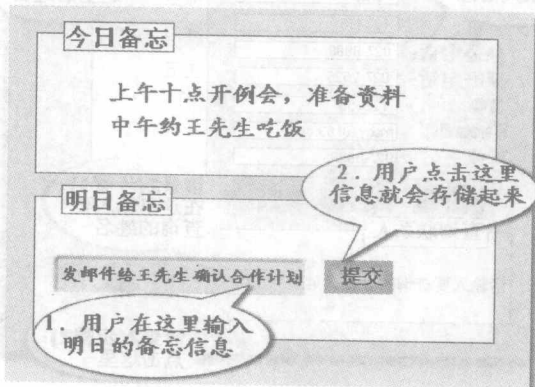 今日备忘
上午十点开例会，准备资料
中午约王先生吃饭
2. 用户点击这里
信息就会存储起来
明日备忘
发邮件给王先生 确认合作计划
提交
1. 用户在这里输入
明日的备忘信息